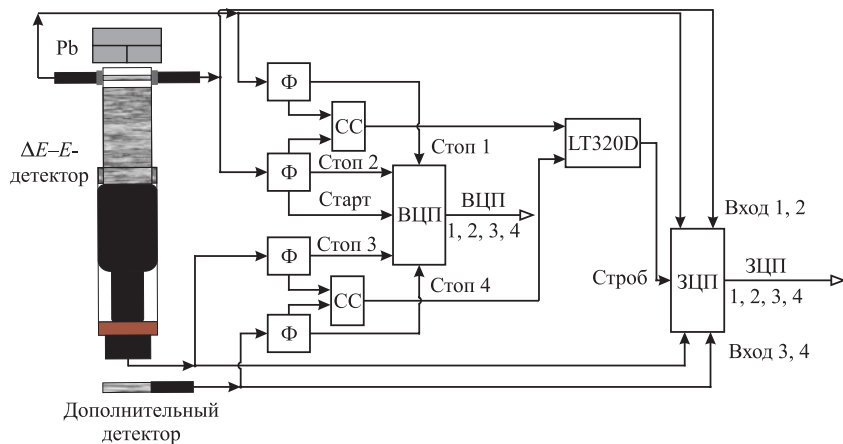 Pb
ΔE–E-
детектор
Дополнительный
детектор
Ф
СС
Ф
Стоп 1
Стоп 2
Старт
ВЦП
ВЦП
1, 2, 3, 4
LT320D
Ф
Стоп 3
СС
Стоп 4
Ф
Строб
Вход 1, 2
ЗЦП
ЗЦП
1, 2, 3, 4
Вход 3, 4